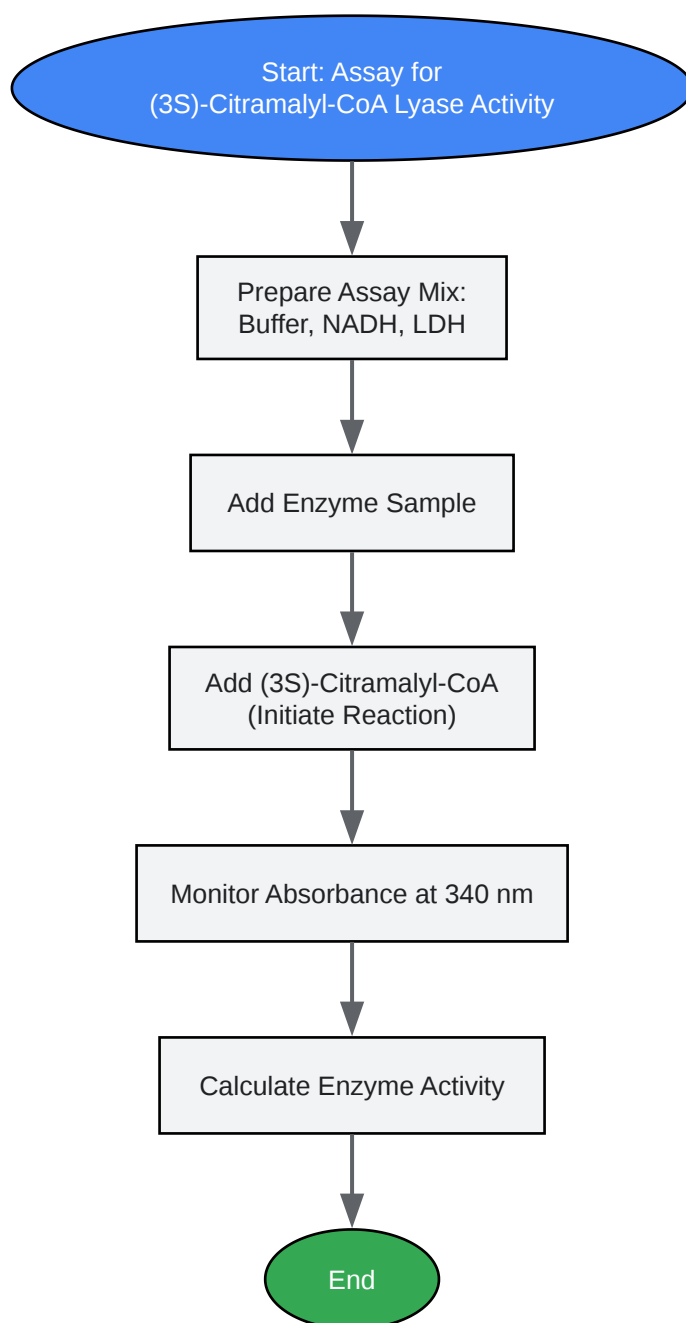 Start: Assay for
(3S)-Citramalyl-CoA Lyase Activity
Prepare Assay Mix:
Buffer, NADH, LDH
Add Enzyme Sample
Add (3S)-Citramalyl-CoA
(Initiate Reaction)
Monitor Absorbance at 340 nm
Calculate Enzyme Activity
End